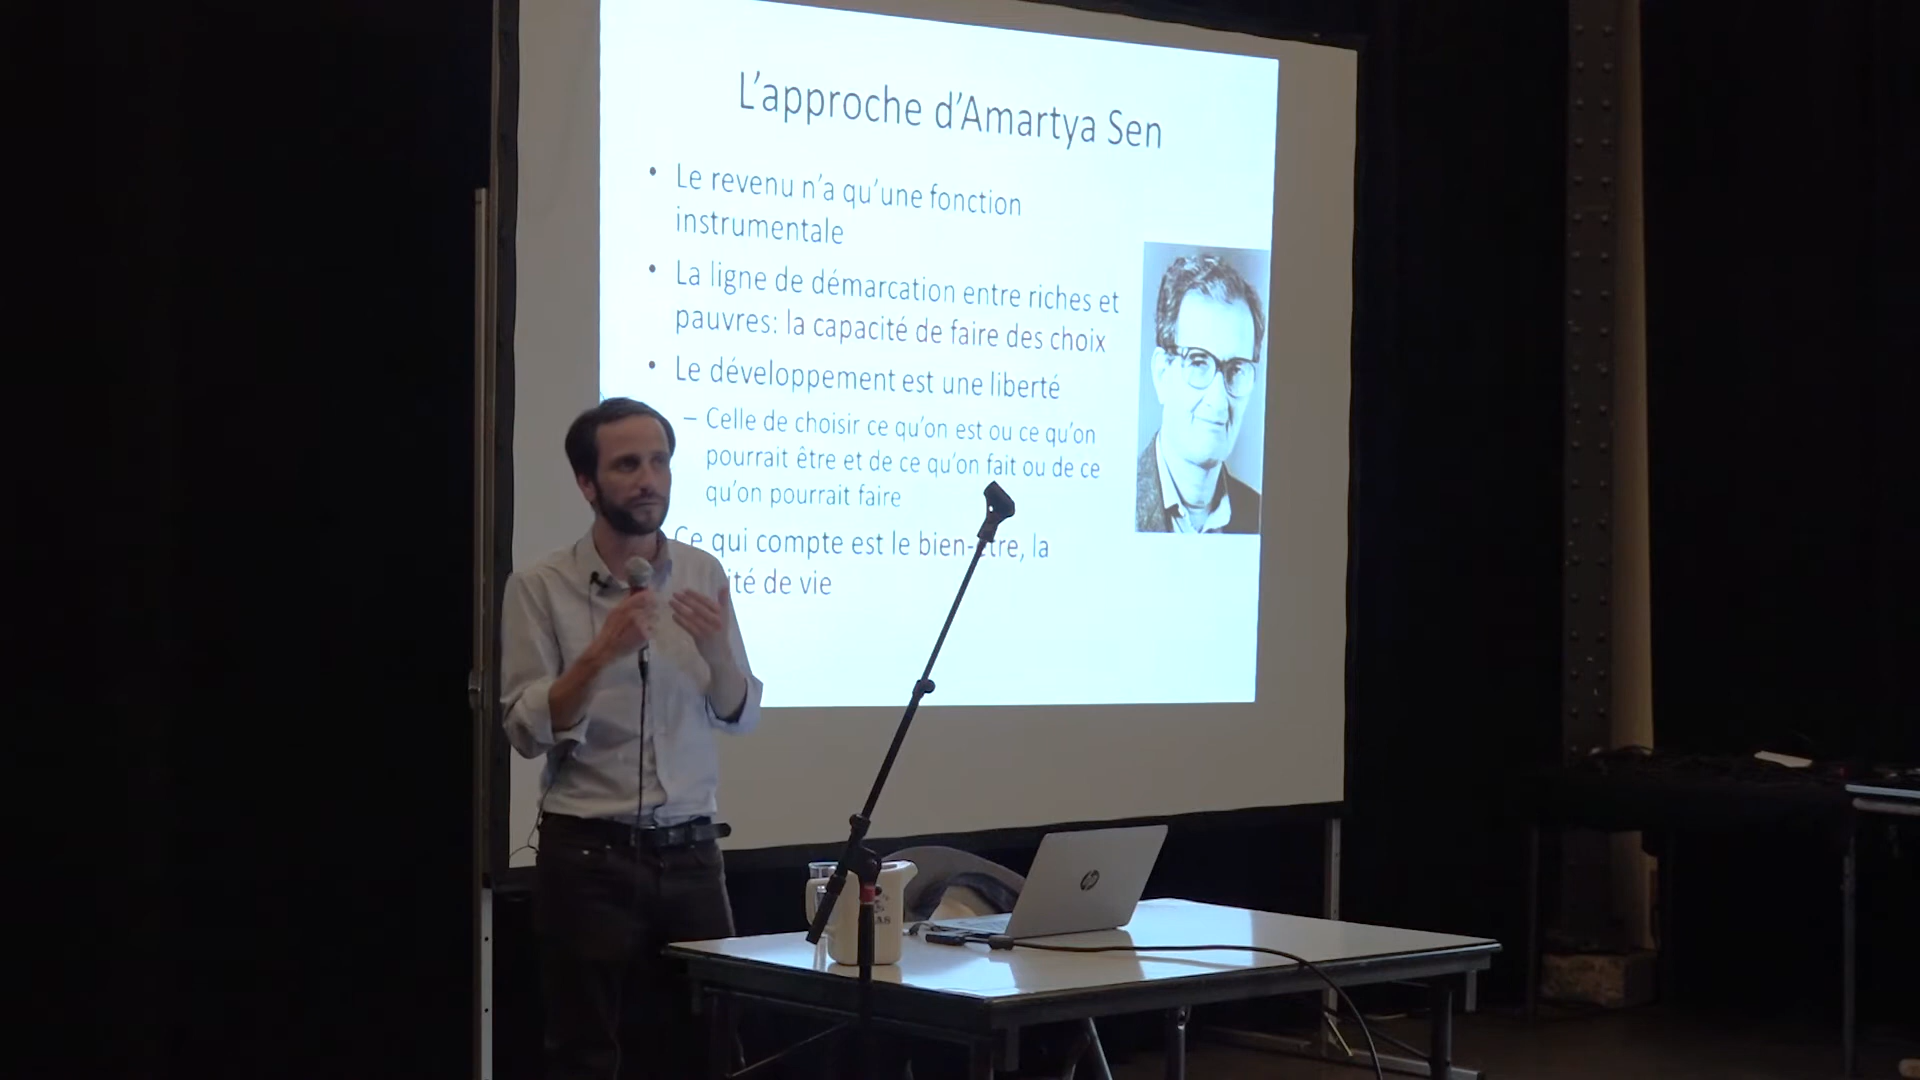 L'approche d'Amartya Sen
• Le revenu n'a qu'une fonction
instrumentale
• La ligne de démarcation entre riches et
pauvres: la capacité de faire des choix
• Le développement est une liberté
– Celle de choisir ce qu'on est ou ce qu'on
pourrait être et de ce qu'on fait ou de ce
qu'on pourrait faire
Ce qui compte est le bien-être, la
ité de vie
hp